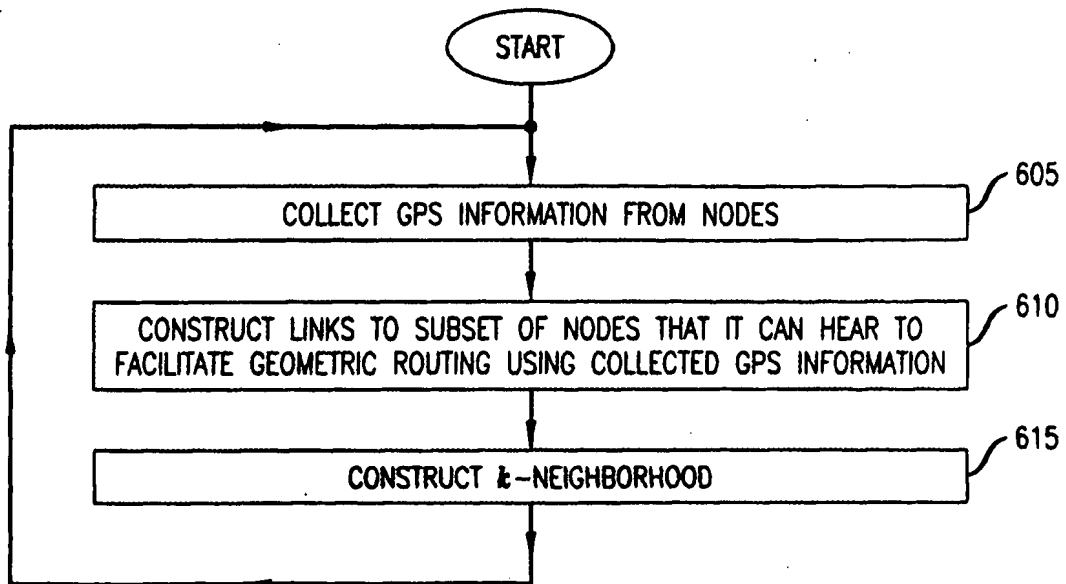 START
COLLECT GPS INFORMATION FROM NODES
605
CONSTRUCT LINKS TO SUBSET OF NODES THAT IT CAN HEAR TO
FACILITATE GEOMETRIC ROUTING USING COLLECTED GPS INFORMATION
610
CONSTRUCT k-NEIGHBORHOOD
615